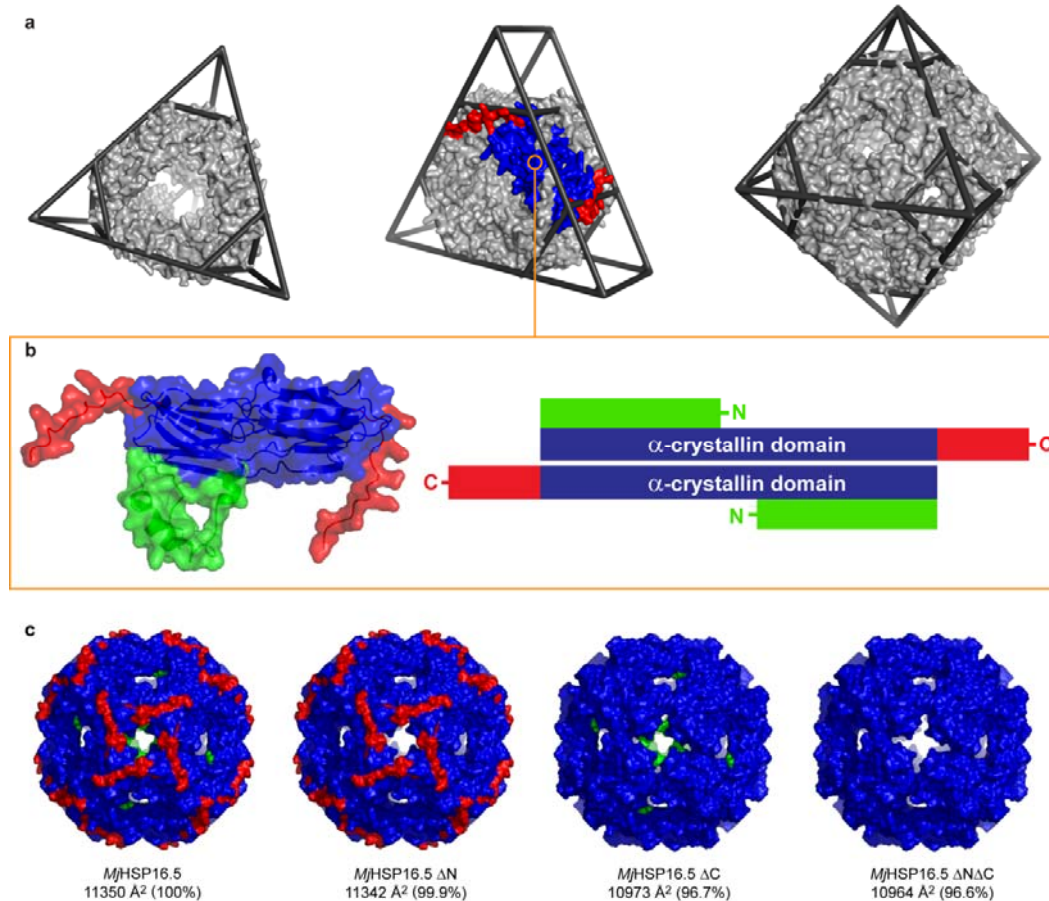 a
b
N
α-crystallin domain
C
C
α-crystallin domain
N
c
MjHSP16.5
11350 Å² (100%)
MjHSP16.5 ΔN
11342 Å² (99.9%)
MjHSP16.5 ΔC
10973 Å² (96.7%)
MjHSP16.5 ΔNΔC
10964 Å² (96.6%)